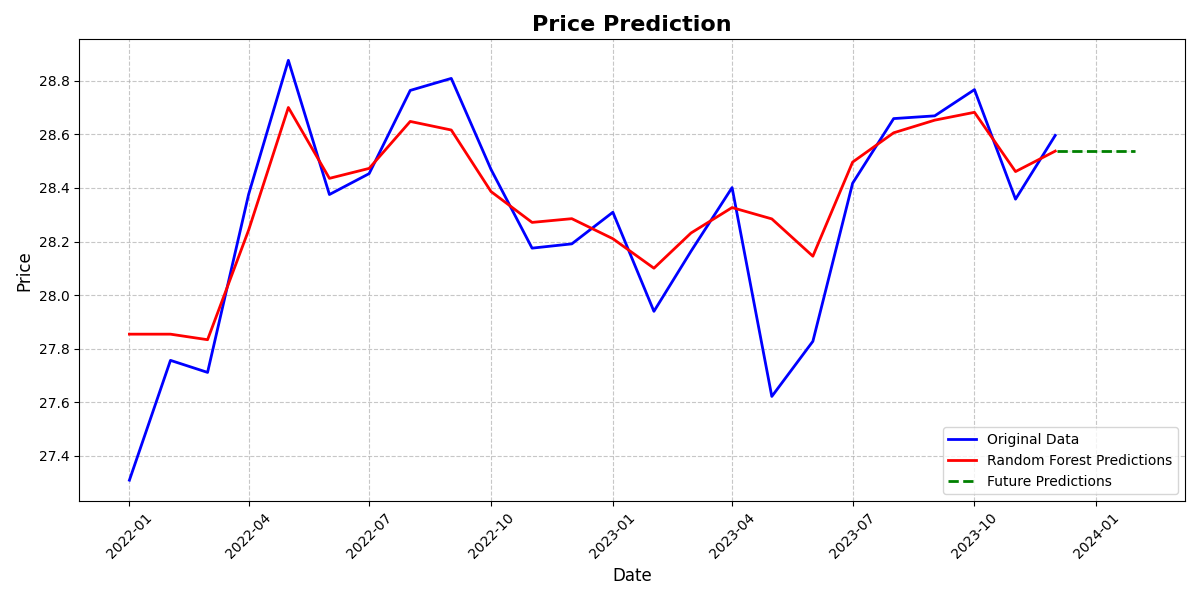 Price Prediction
Price
28.8
28.6
28.4
28.2
28.0
27.8
27.6
27.4
Original Data
Random Forest Predictions
Future Predictions
2022-01
2022-04
2022-07
2022-10
2023-01
2023-04
2023-07
2023-10
2024-01
Date